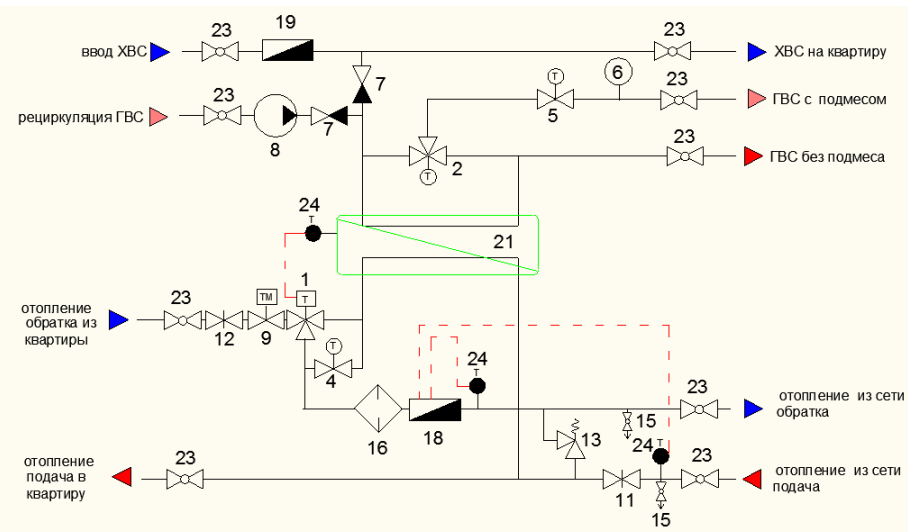 19
23
23
ввод ХВС
ХВС на квартиру
7
6
T
23
23
рециркуляция ГВС
ГВС с подмесом
8
7
5
23
2
T
ГВС без подмеса
24
T
21
1
отопление
обратка из
квартиры
23
TM
T
12
9
T
4
24
T
23
отопление из сети
обратка
16
18
13
15
24
T
23
отопление
подача в
квартиру
23
отопление из сети
подача
11
15